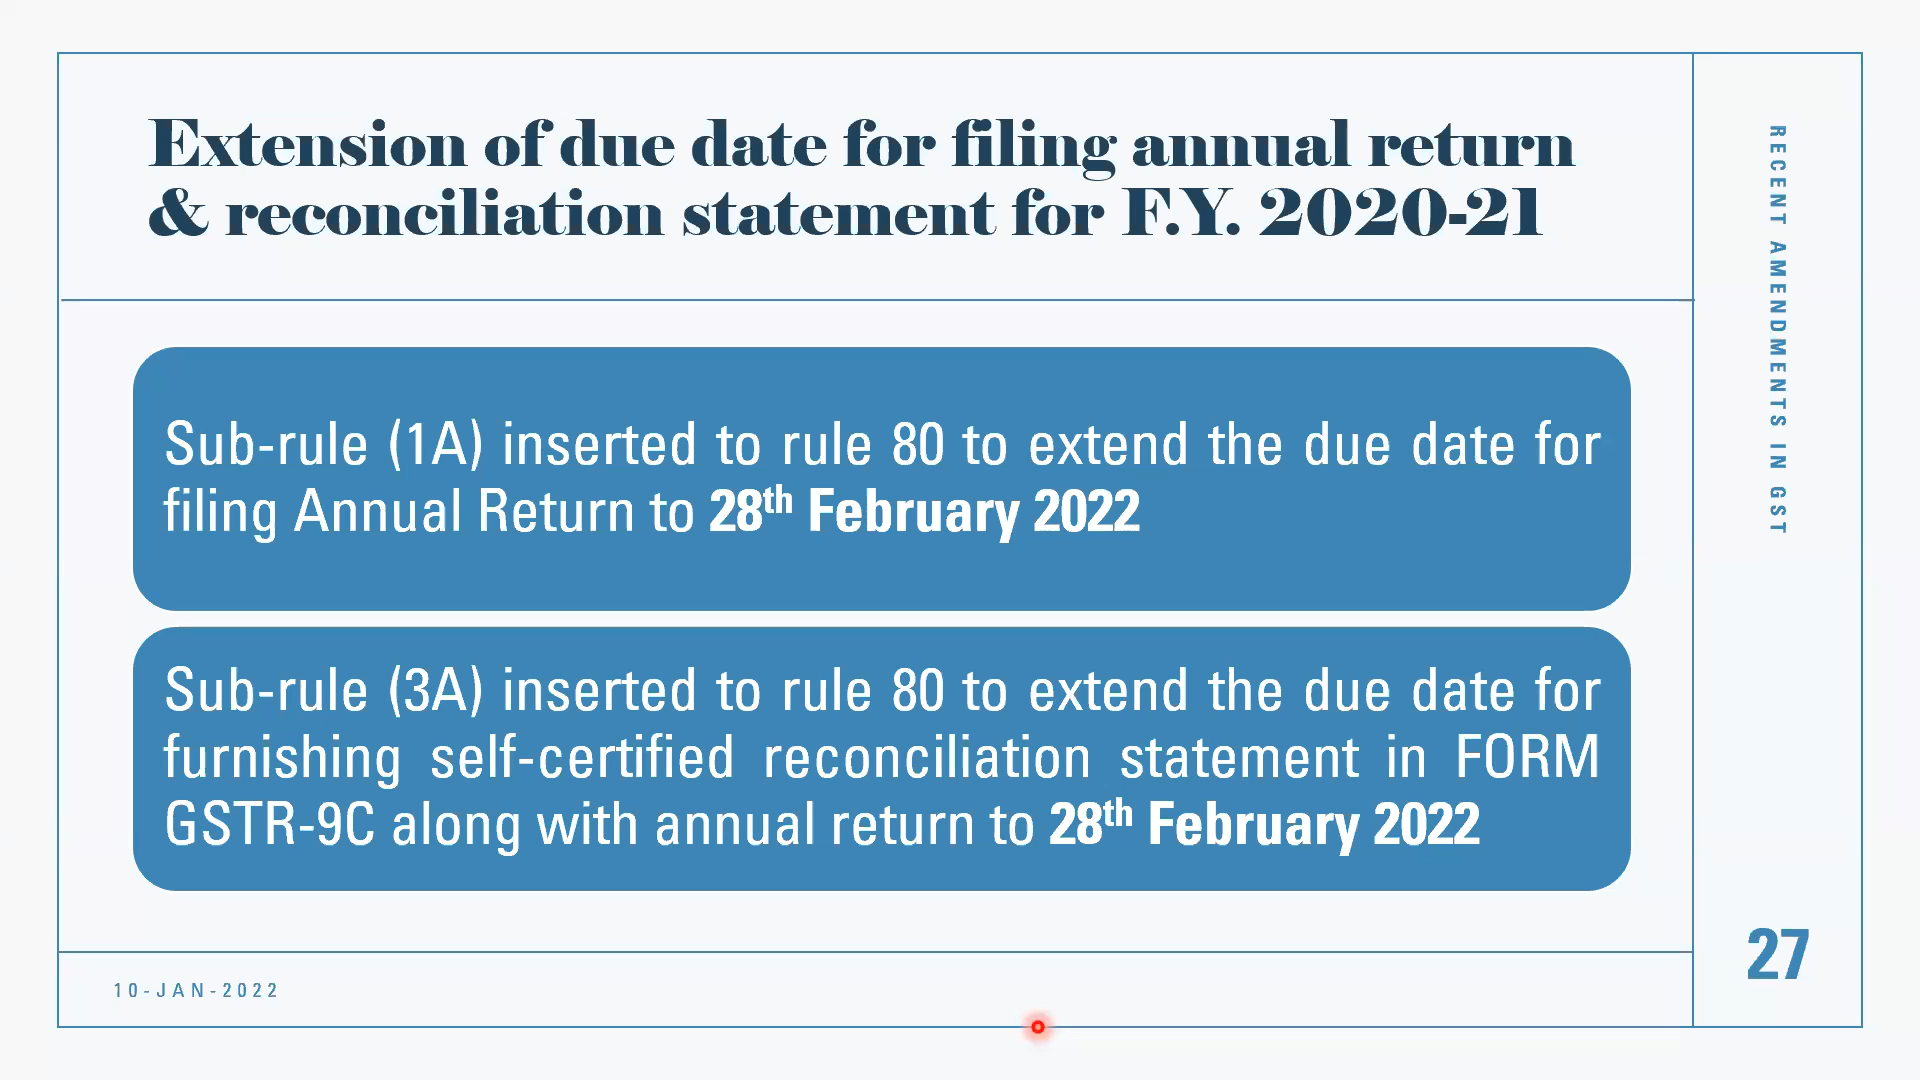 Extension of due date for filing annual return
& reconciliation statement for F.Y. 2020-21
Sub-rule (1A) inserted to rule 80 to extend the due date for
filing Annual Return to 28th February 2022
Sub-rule (3A) inserted to rule 80 to extend the due date for
furnishing self-certified reconciliation statement in FORM
GSTR-9C along with annual return to 28th February 2022
10-JAN-2022
RECENT AMENDMENTS IN GST
27